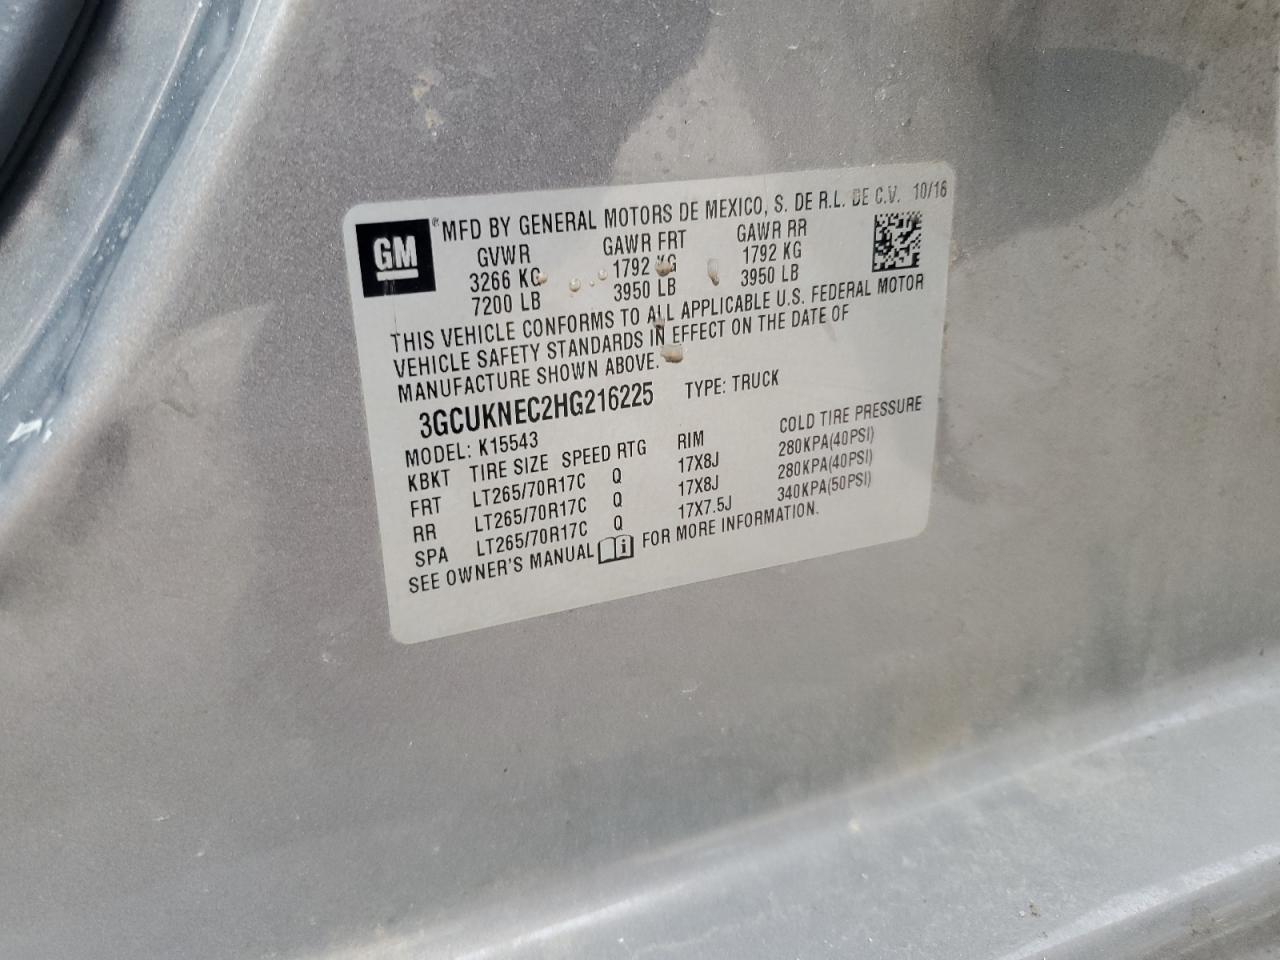 GM ® MFD BY GENERAL MOTORS DE MEXICO, S. DE R.L. DE C.V. 10/16
GVWR GAWR FRT GAWR RR
3266 KG 1792 KG 1792 KG
7200 LB 3950 LB 3950 LB
THIS VEHICLE CONFORMS TO ALL APPLICABLE U.S. FEDERAL MOTOR
VEHICLE SAFETY STANDARDS IN EFFECT ON THE DATE OF
MANUFACTURE SHOWN ABOVE.
3GCUKNEC2HG216225 TYPE: TRUCK
MODEL: K15543
KBKT TIRE SIZE SPEED RTG RIM COLD TIRE PRESSURE
FRT LT265/70R17C Q 17X8J 280KPA(40PSI)
RR LT265/70R17C Q 17X8J 280KPA(40PSI)
SPA LT265/70R17C Q 17X7.5J 340KPA(50PSI)
SEE OWNER'S MANUAL i FOR MORE INFORMATION.